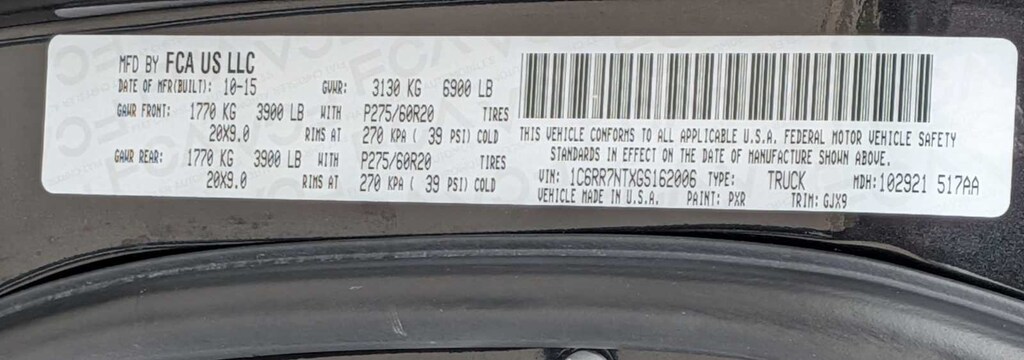 MFD BY FCA US LLC
DATE OF MFR(BUILT): 10-15 GVWR: 3130 KG 6900 LB
GAWR FRONT: 1770 KG 3900 LB WITH P275/60R20 TIRES
20X9.0 RIMS AT 270 KPA ( 39 PSI) COLD
GAWR REAR: 1770 KG 3900 LB WITH P275/60R20 TIRES
20X9.0 RIMS AT 270 KPA ( 39 PSI) COLD
THIS VEHICLE CONFORMS TO ALL APPLICABLE U.S.A. FEDERAL MOTOR VEHICLE SAFETY
STANDARDS IN EFFECT ON THE DATE OF MANUFACTURE SHOWN ABOVE.
VIN: 1C6RR7NTXGS162006 TYPE: TRUCK MDH:102921 517AA
VEHICLE MADE IN U.S.A. PAINT: PXR TRIM: GJX9